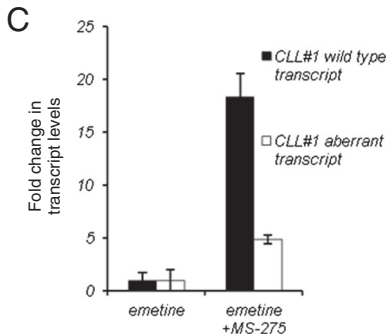 C
Fold change in
transcript levels
25
20
15
10
5
0
CLL#1 wild type
transcript
CLL#1 aberrant
transcript
emetine
emetine
+MS-275